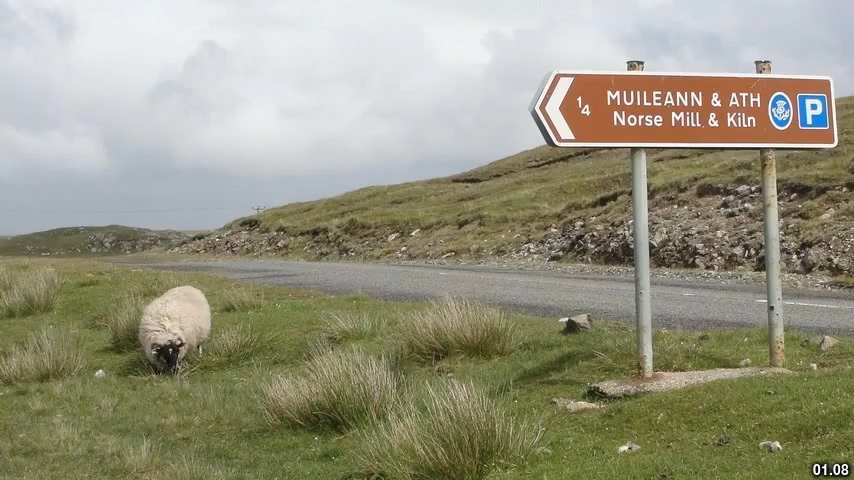 1/4
MUILEANN & ATH
Norse Mill & Kiln
P
01.08